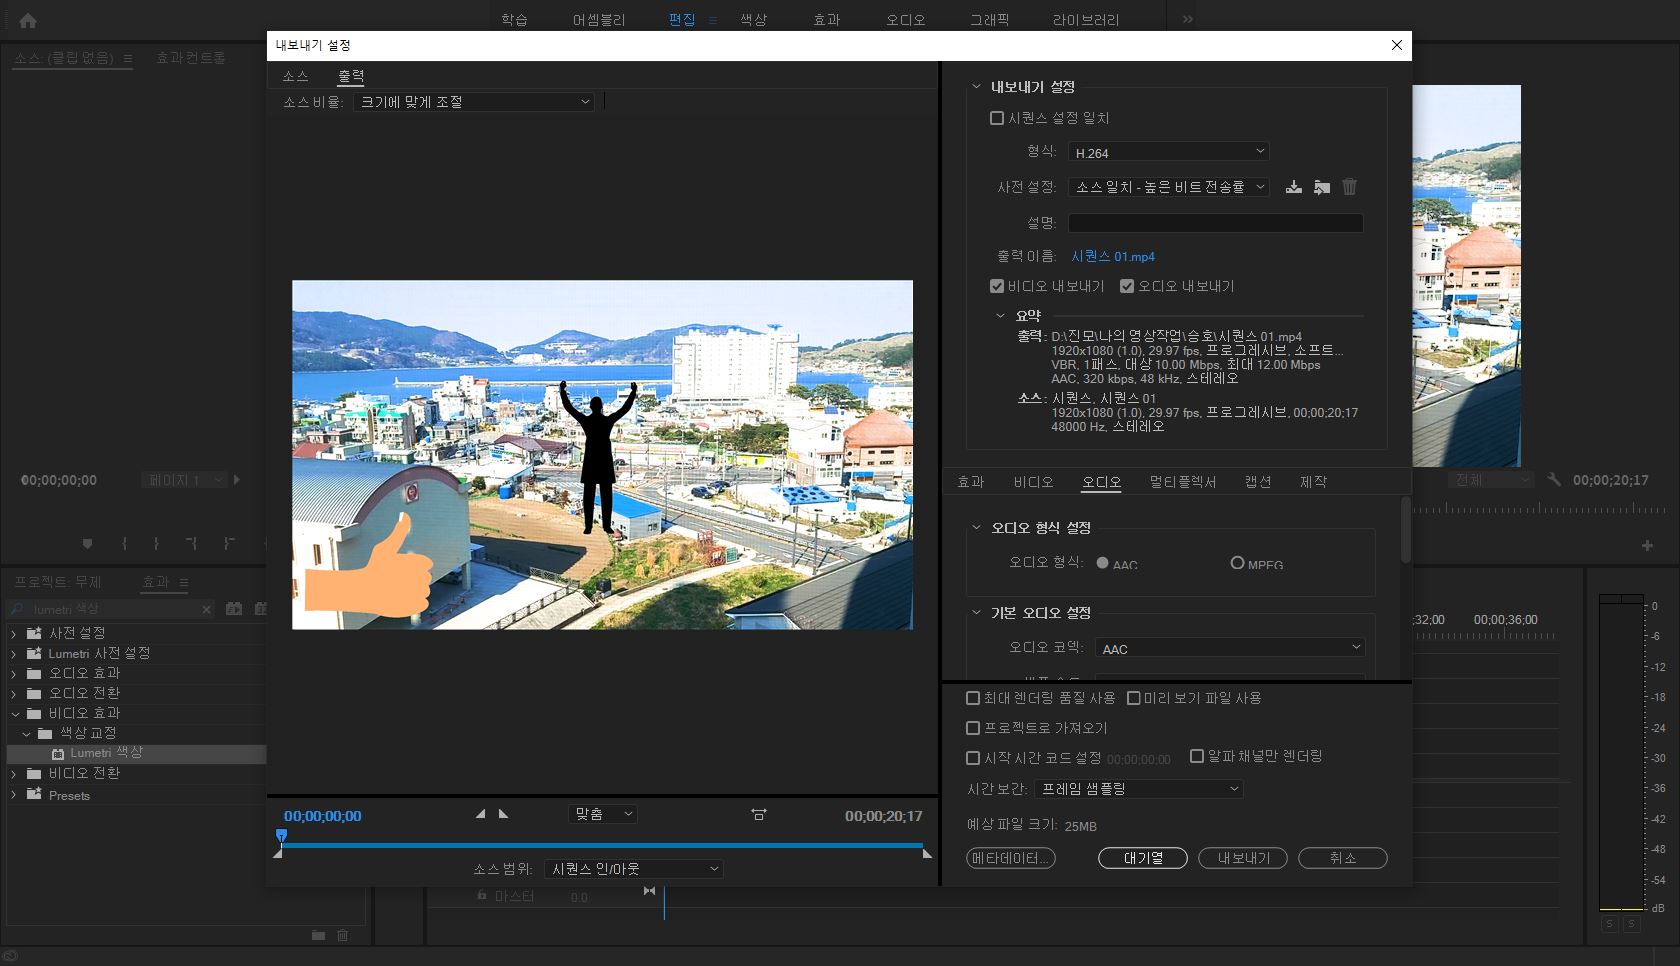 학습 어셈블리 편집 색상 효과 오디오 그래픽 라이브러리 »
소스: (클립 없음) 효과 컨트롤
내보내기 설정
소스 출력
소스 비율: 크기에 맞게 조절
내보내기 설정
시퀀스 설정 일치
형식: H.264
사전 설정: 소스 일치 - 높은 비트 전송률
설명:
출력 이름: 시퀀스 01.mp4
비디오 내보내기 오디오 내보내기
요약
출력: D:\진모\나의 영상작업\승호\시퀀스 01.mp4
1920x1080 (1.0), 29.97 fps, 프로그레시브, 소프트...
VBR, 1패스, 대상 10.00 Mbps, 최대 12.00 Mbps
AAC, 320 kbps, 48 kHz, 스테레오
소스: 시퀀스, 시퀀스 01
1920x1080 (1.0), 29.97 fps, 프로그레시브, 00;00;20;17
48000 Hz, 스테레오
00;00;00;00 페이지 1
전체 00;00;20;17
효과 비디오 오디오 멀티플렉서 캡션 제작
오디오 형식 설정
오디오 형식: AAC MPEG
기본 오디오 설정
오디오 코덱: AAC
최대 렌더링 품질 사용 미리 보기 파일 사용
프로젝트로 가져오기
시작 시간 코드 설정 00;00;00;00 알파 채널만 렌더링
시간 보간: 프레임 샘플링
예상 파일 크기: 25MB
메타데이터... 대기열 내보내기 취소
00;00;00;00 맞춤 00;00;20;17
소스 범위: 시퀀스 인/아웃
프로젝트: 무제 효과
lumetri 색상
사전 설정
Lumetri 사전 설정
오디오 효과
오디오 전환
비디오 효과
색상 교정
Lumetri 색상
비디오 전환
Presets
마스터 0.0
;32;00 00;00;36;00
0
-6
-12
-18
-24
-30
-36
-42
-48
-54
dB
S S